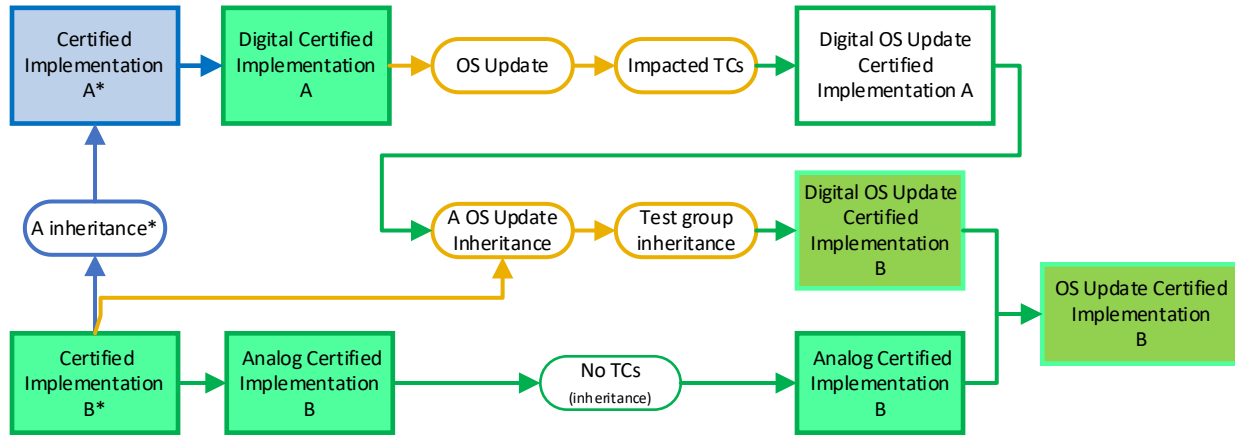 Certified
Implementation
A*
Digital Certified
Implementation
A
OS Update
Impacted TCs
Digital OS Update
Certified
Implementation A
A inheritance*
A OS Update
Inheritance
Test group
inheritance
Digital OS Update
Certified
Implementation
B
OS Update Certified
Implementation
B
Certified
Implementation
B*
Analog Certified
Implementation
B
No TCs
(inheritance)
Analog Certified
Implementation
B